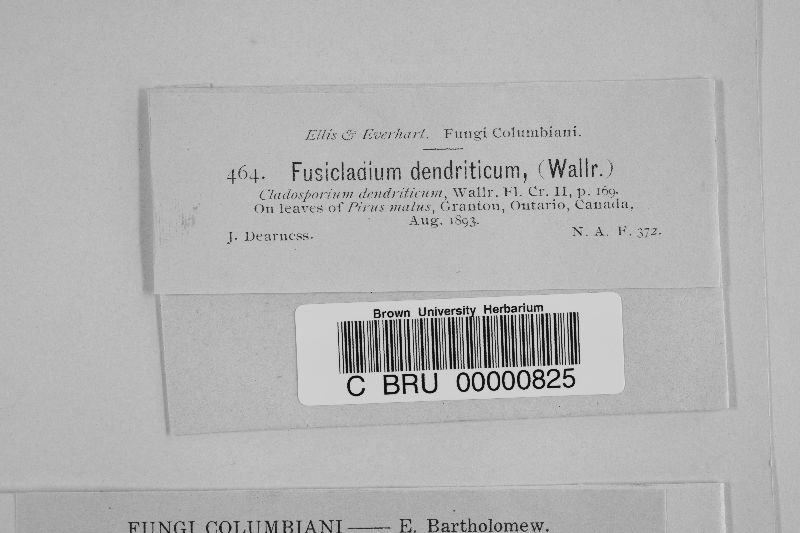 Ellis & Everhart. Fungi Columbiani.
464. Fusicladium dendriticum, (Wallr.)
Cladosporium dendriticum, Wallr. Fl. Cr. II, p. 169.
On leaves of Pirus malus, Granton, Ontario, Canada,
Aug. 1893.
J. Dearness. N. A. F. 372.
Brown University Herbarium
C BRU 00000825
FUNGI COLUMBIANI —— E. Bartholomew.